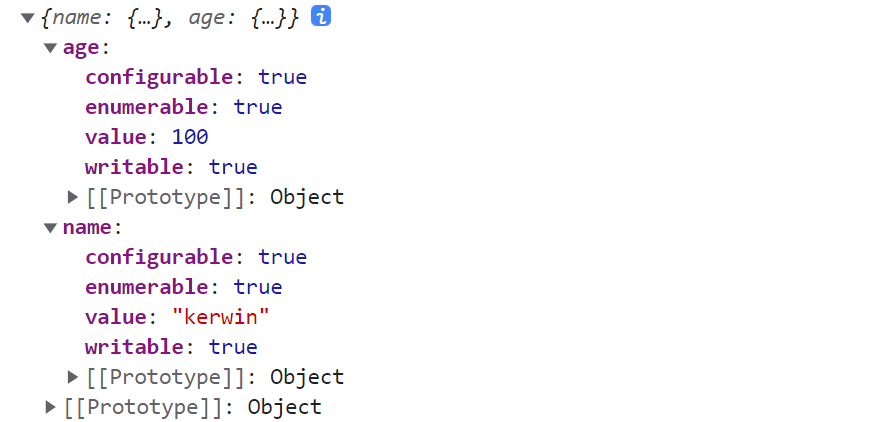 {name: {…}, age: {…}} i
age:
configurable: true
enumerable: true
value: 100
writable: true
[[Prototype]]: Object
name:
configurable: true
enumerable: true
value: "kerwin"
writable: true
[[Prototype]]: Object
[[Prototype]]: Object